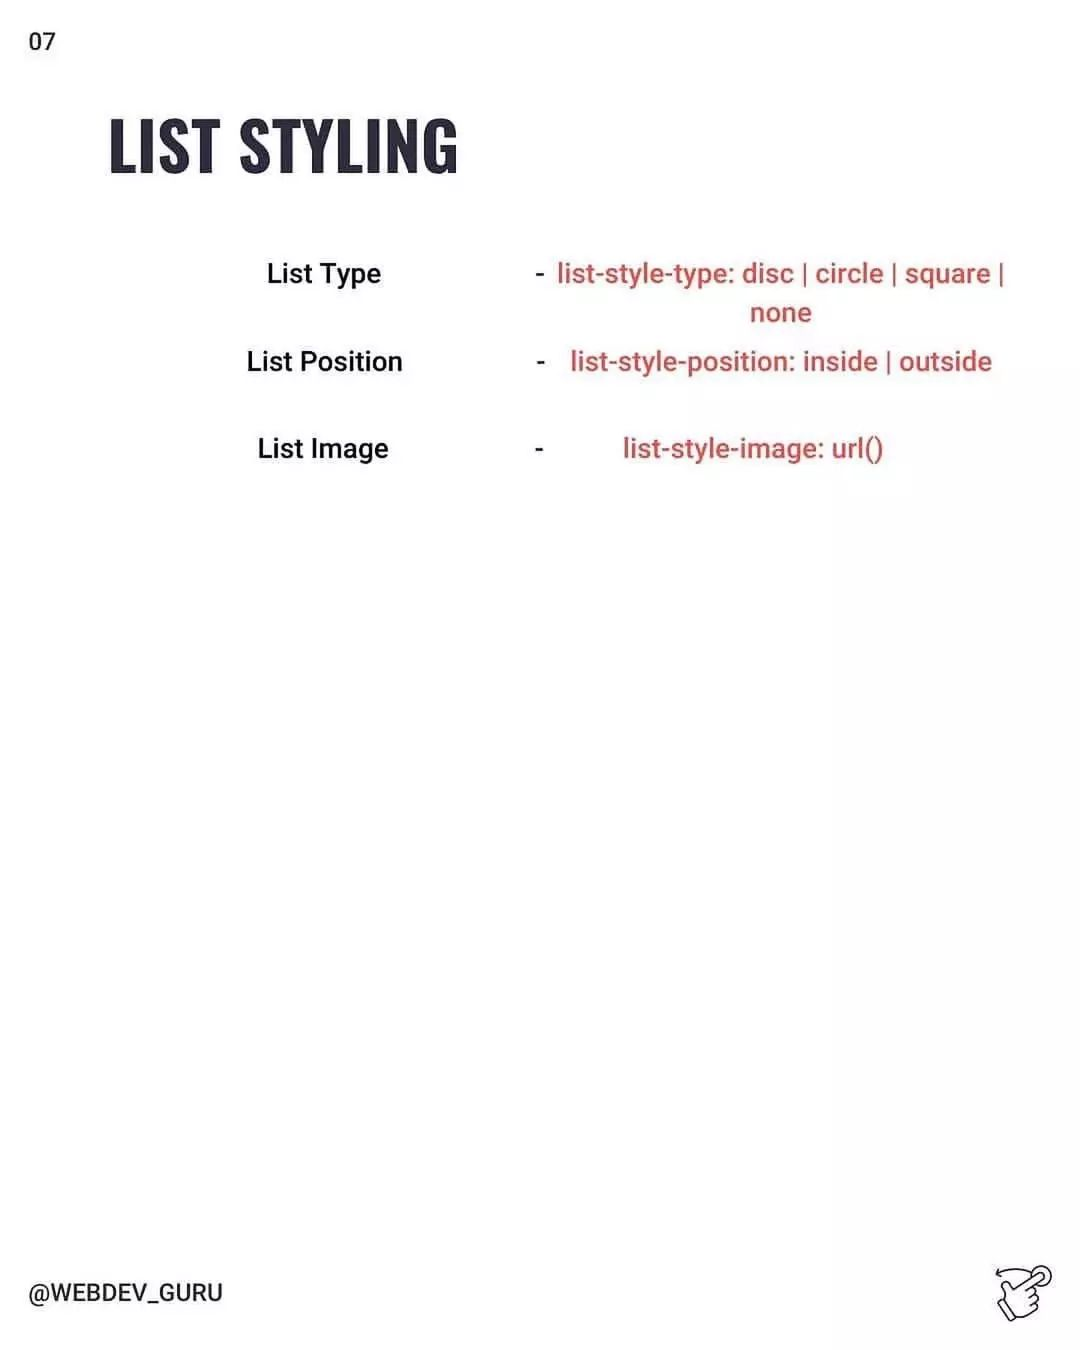 07
LIST STYLING
List Type - list-style-type: disc | circle | square |
none
List Position - list-style-position: inside | outside
List Image - list-style-image: url()
@WEBDEV_GURU